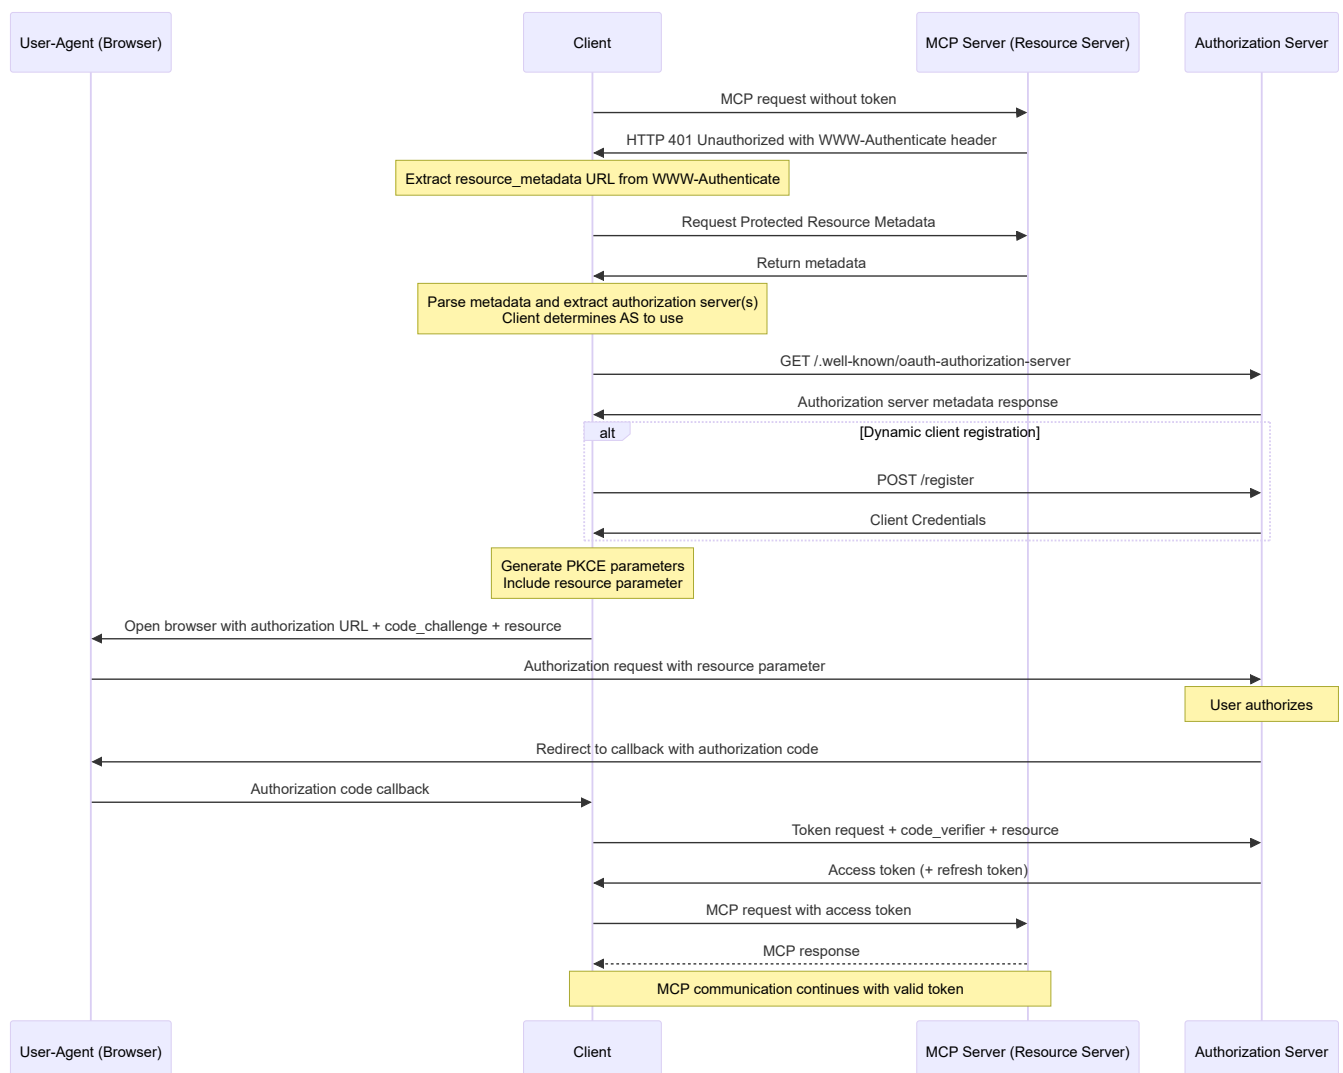 User-Agent (Browser)
Client
MCP Server (Resource Server)
Authorization Server
MCP request without token
HTTP 401 Unauthorized with WWW-Authenticate header
Extract resource_metadata URL from WWW-Authenticate
Request Protected Resource Metadata
Return metadata
Parse metadata and extract authorization server(s)
Client determines AS to use
GET /.well-known/oauth-authorization-server
Authorization server metadata response
alt
[Dynamic client registration]
POST /register
Client Credentials
Generate PKCE parameters
Include resource parameter
Open browser with authorization URL + code_challenge + resource
Authorization request with resource parameter
User authorizes
Redirect to callback with authorization code
Authorization code callback
Token request + code_verifier + resource
Access token (+ refresh token)
MCP request with access token
MCP response
MCP communication continues with valid token
User-Agent (Browser)
Client
MCP Server (Resource Server)
Authorization Server